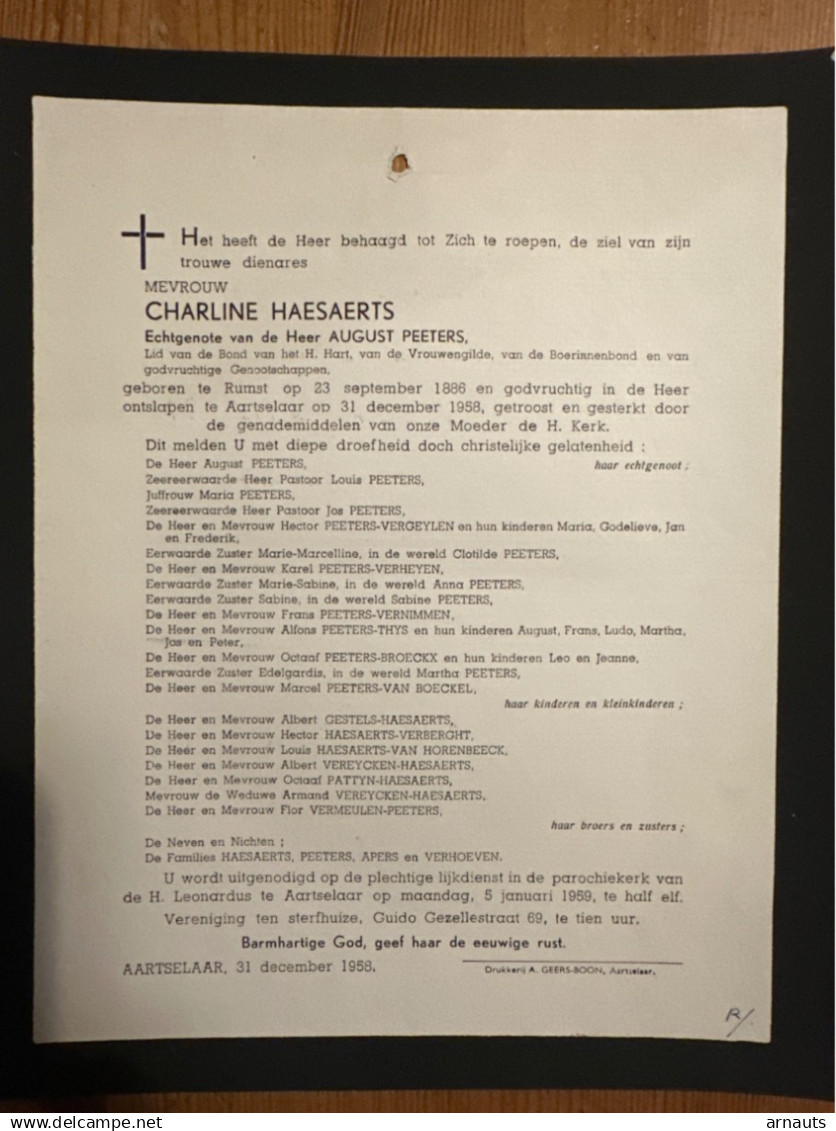 Het heeft de Heer behaagd tot Zich te roepen, de ziel van zijn
trouwe dienares
MEVROUW
CHARLINE HAESAERTS
Echtgenote van de Heer AUGUST PEETERS,
Lid van de Bond van het H. Hart, van de Vrouwengilde, van de Boerinnenbond en van
godvruchtige Genootschappen,
geboren te Rumst op 23 september 1886 en godvruchtig in de Heer
ontslapen te Aartselaar op 31 december 1958, getroost en gesterkt door
de genademiddelen van onze Moeder de H. Kerk.
Dit melden U met diepe droefheid doch christelijke gelatenheid :
De Heer August PEETERS, haar echtgenoot ;
Zeereerwaarde Heer Pastoor Louis PEETERS,
Juffrouw Maria PEETERS,
Zeereerwaarde Heer Pastoor Jos PEETERS,
De Heer en Mevrouw Hector PEETERS-VERGEYLEN en hun kinderen Maria, Godelieve, Jan
en Frederik,
Eerwaarde Zuster Marie-Marcelline, in de wereld Clotilde PEETERS,
De Heer en Mevrouw Karel PEETERS-VERHEYEN,
Eerwaarde Zuster Marie-Sabine, in de wereld Anna PEETERS,
Eerwaarde Zuster Sabine, in de wereld Sabine PEETERS,
De Heer en Mevrouw Frans PEETERS-VERNIMMEN,
De Heer en Mevrouw Alfons PEETERS-THYS en hun kinderen August, Frans, Ludo, Martha,
Jos en Peter,
De Heer en Mevrouw Octaaf PEETERS-BROECKX en hun kinderen Leo en Jeanne,
Eerwaarde Zuster Edelgardis, in de wereld Martha PEETERS,
De Heer en Mevrouw Marcel PEETERS-VAN BOECKEL,
haar kinderen en kleinkinderen ;
De Heer en Mevrouw Albert GESTELS-HAESAERTS,
De Heer en Mevrouw Hector HAESAERTS-VERBERGHT,
De Heer en Mevrouw Louis HAESAERTS-VAN HORENBEECK,
De Heer en Mevrouw Albert VEREYCKEN-HAESAERTS,
De Heer en Mevrouw Octaaf PATTYN-HAESAERTS,
Mevrouw de Weduwe Armand VEREYCKEN-HAESAERTS,
De Heer en Mevrouw Flor VERMEULEN-PEETERS,
haar broers en zusters ;
De Neven en Nichten ;
De Families HAESAERTS, PEETERS, APERS en VERHOEVEN.
U wordt uitgenodigd op de plechtige lijkdienst in de parochiekerk van
de H. Leonardus te Aartselaar op maandag, 5 januari 1959, te half elf.
Vereniging ten sterfhuize, Guido Gezellestraat 69, te tien uur.
Barmhartige God, geef haar de eeuwige rust.
AARTSELAAR, 31 december 1958.
Drukkerij A. GEERS-BOON, Aartselaar.
R/
delcampe.net
arnauts